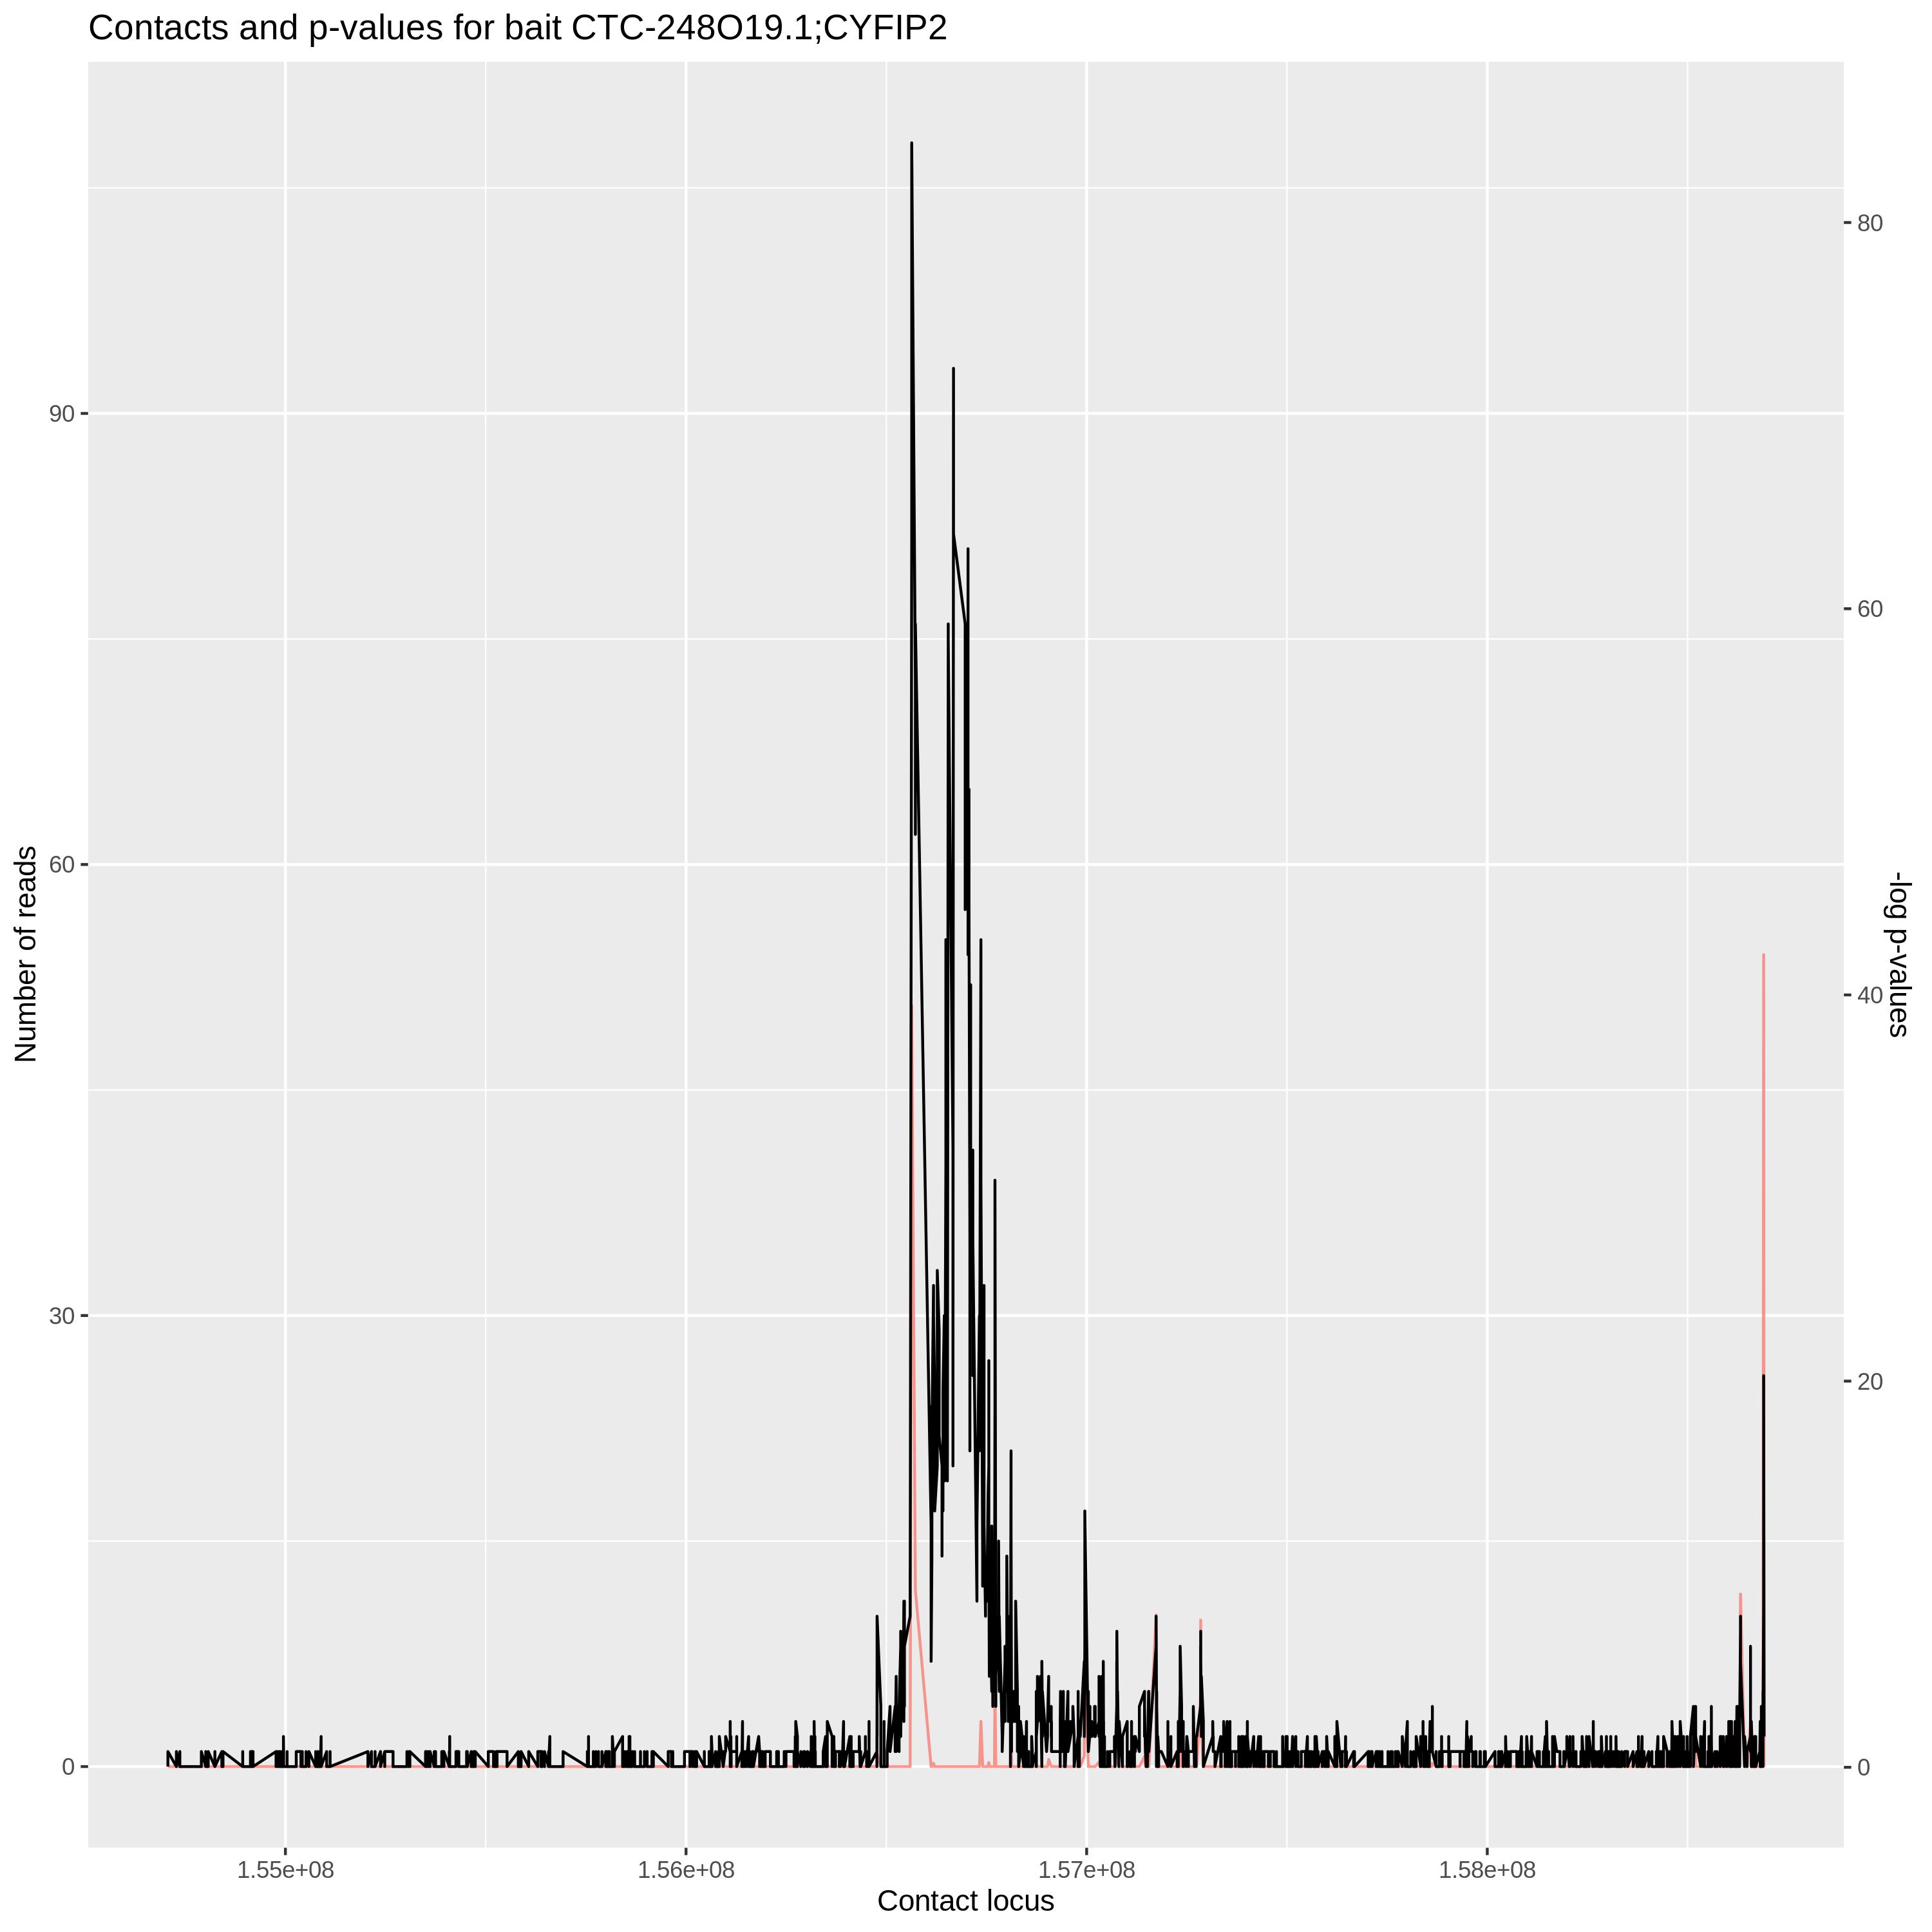 Contacts and p-values for bait CTC-248O19.1;CYFIP2
90
60
30
0
80
60
40
20
0
Number of reads
-log p-values
1.55e+08 1.56e+08 1.57e+08 1.58e+08
Contact locus